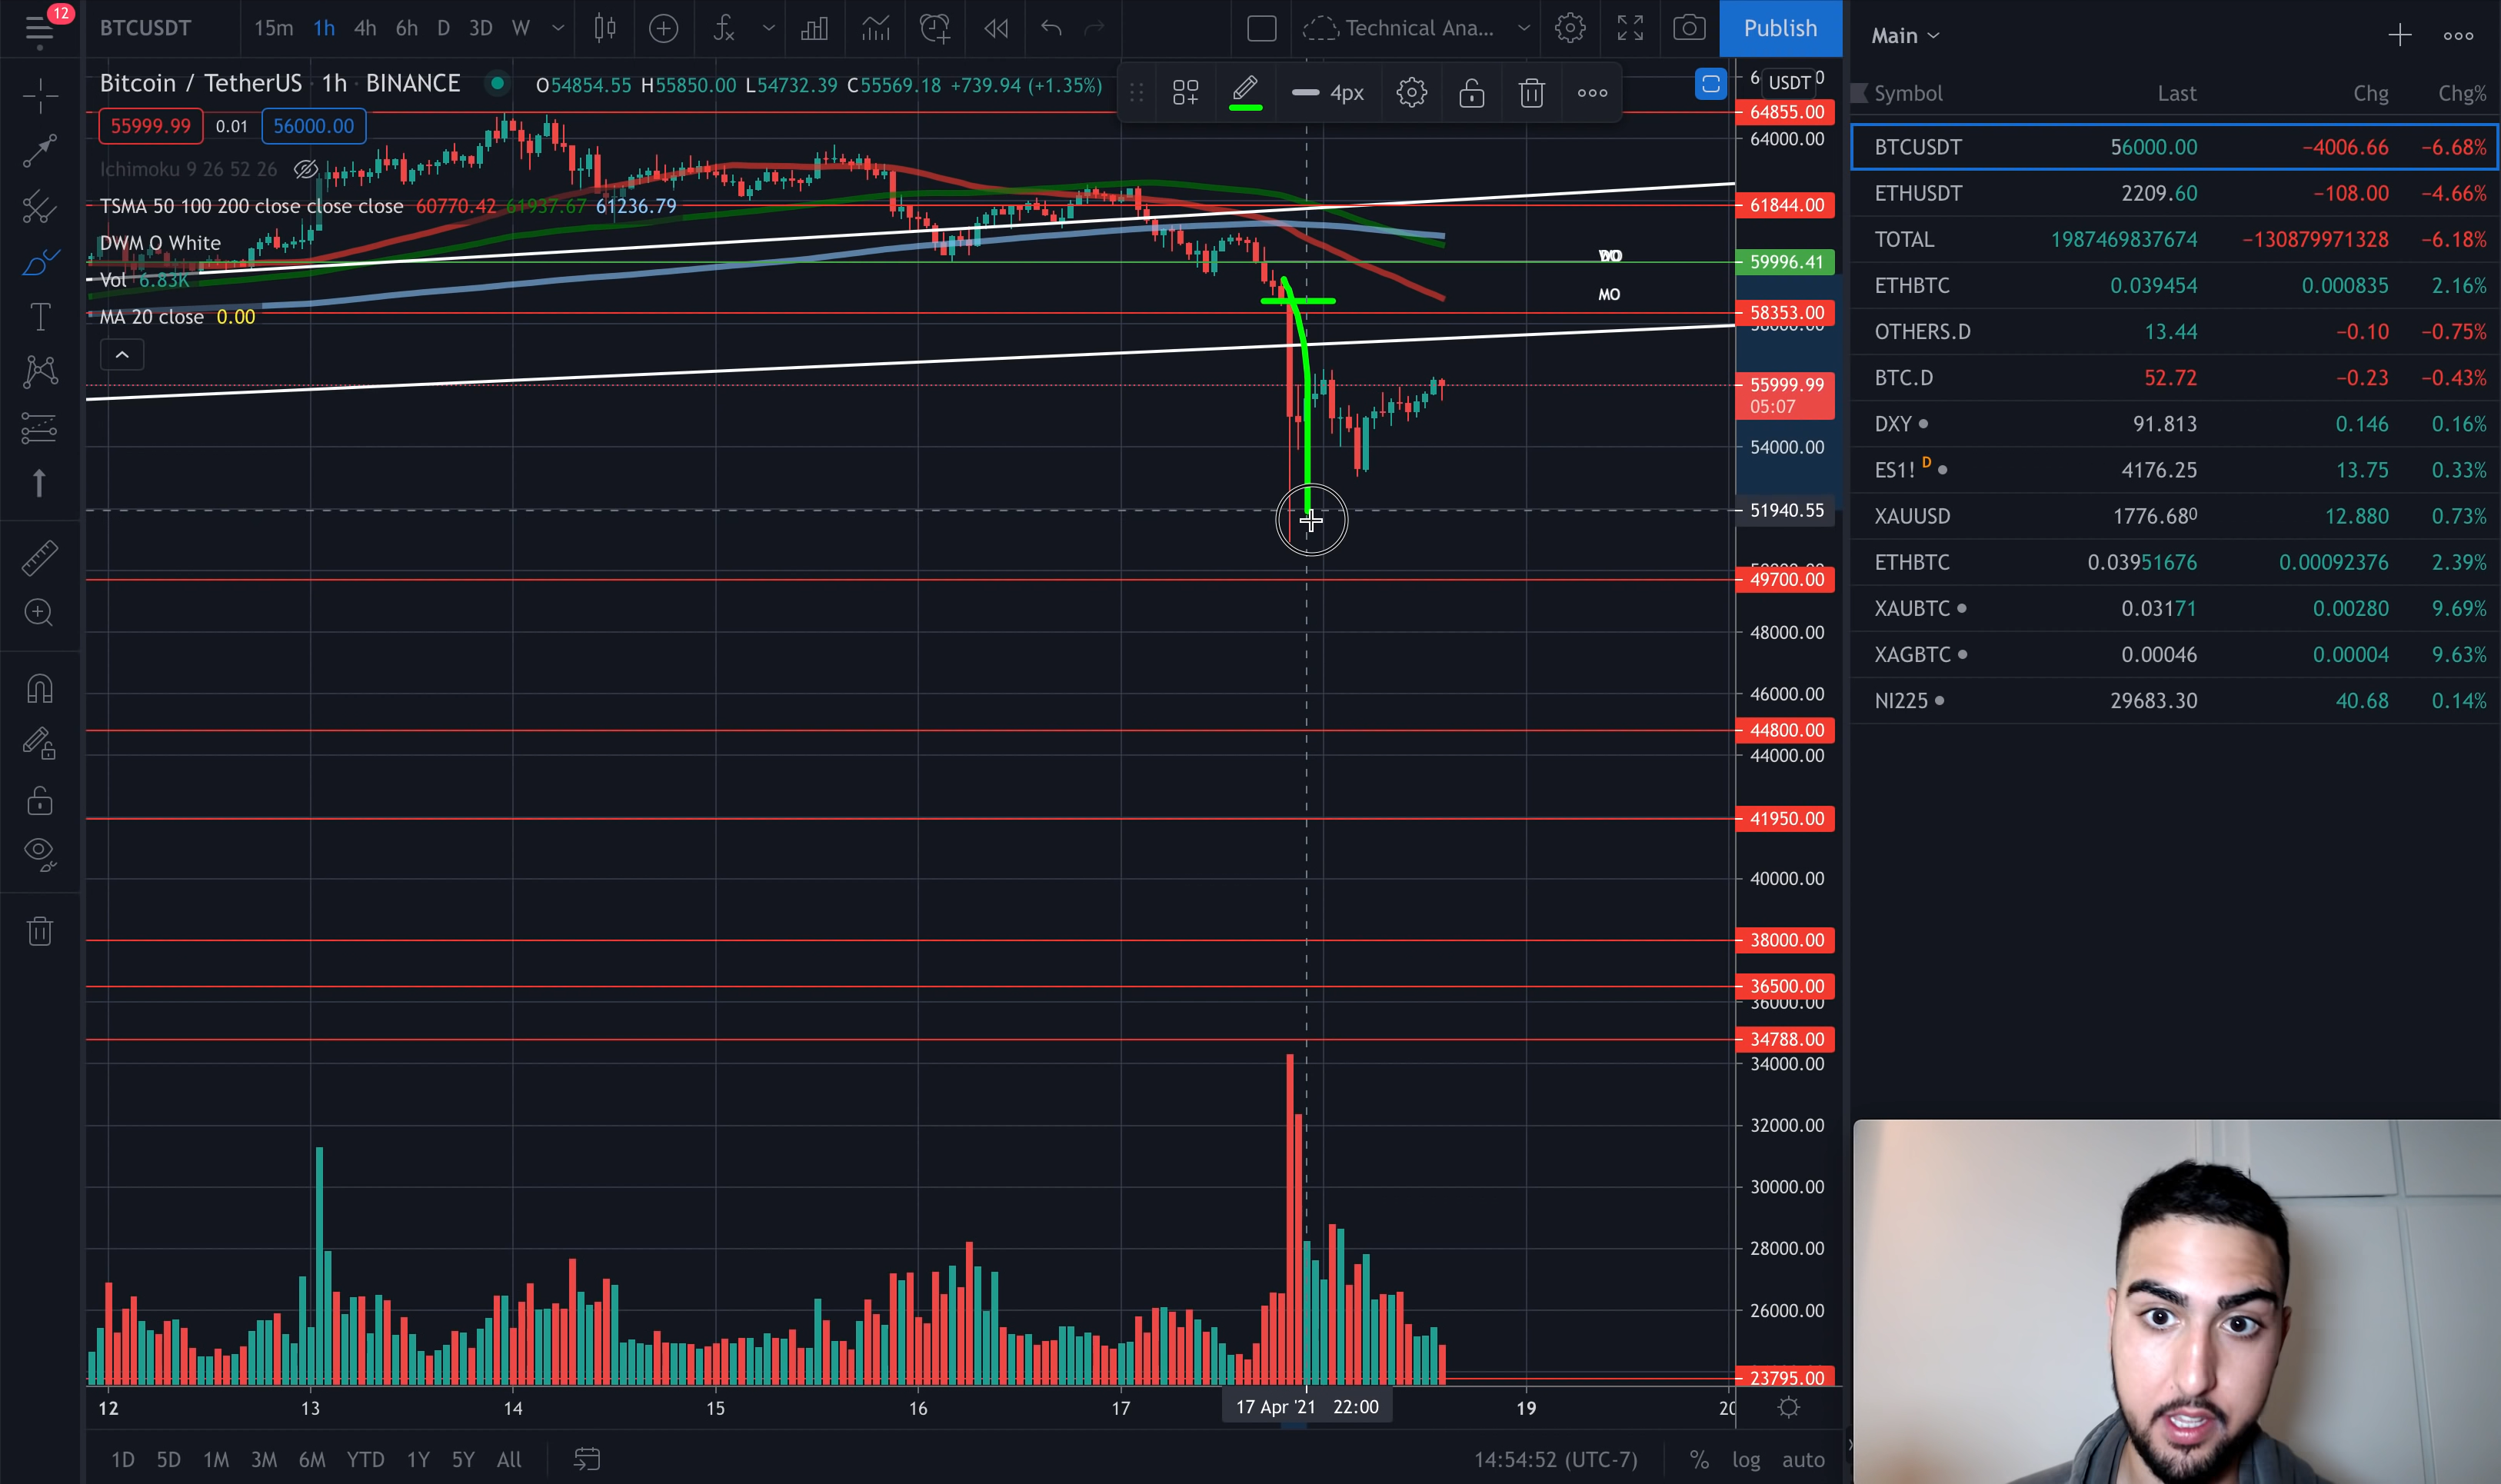 12
BTCUSDT 15m 1h 4h 6h D 3D W Technical Ana... Publish
Main
Bitcoin / TetherUS · 1h · BINANCE O54854.55 H55850.00 L54732.39 C55569.18 +739.94 (+1.35%)
4px
USDT
55999.99 0.01 56000.00
Ichimoku 9 26 52 26
TSMA 50 100 200 close close close 60770.42 61937.67 61236.79
DWM O White
Vol 6.83K
MA 20 close 0.00
MO
64855.00
64000.00
61844.00
59996.41
58353.00
55999.99
05:07
54000.00
51940.55
49700.00
48000.00
46000.00
44800.00
44000.00
41950.00
40000.00
38000.00
36500.00
36000.00
34788.00
34000.00
32000.00
30000.00
28000.00
26000.00
23795.00
12 13 14 15 16 17 17 Apr '21 22:00 19
1D 5D 1M 3M 6M YTD 1Y 5Y All 14:54:52 (UTC-7) % log auto
Symbol Last Chg Chg%
BTCUSDT 56000.00 −4006.66 −6.68%
ETHUSDT 2209.60 −108.00 −4.66%
TOTAL 1987469837674 −130879971328 −6.18%
ETHBTC 0.039454 0.000835 2.16%
OTHERS.D 13.44 −0.10 −0.75%
BTC.D 52.72 −0.23 −0.43%
DXY 91.813 0.146 0.16%
ES1! D 4176.25 13.75 0.33%
XAUUSD 1776.680 12.880 0.73%
ETHBTC 0.03951676 0.00092376 2.39%
XAUBTC 0.03171 0.00280 9.69%
XAGBTC 0.00046 0.00004 9.63%
NI225 29683.30 40.68 0.14%